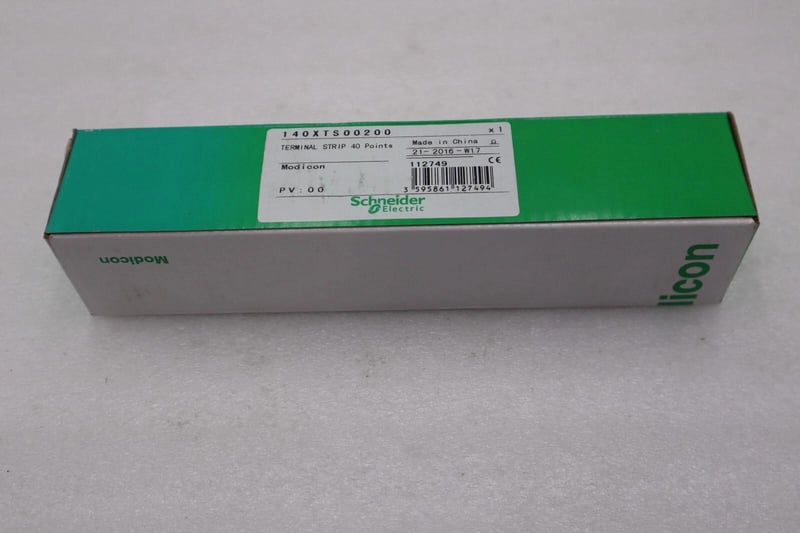 140XTS00200 x1
TERMINAL STRIP 40 Points
Made in China
21-2016-W17
Modicon
112749 CE
PV:00
3 595861 127494
Schneider
Electric
Modicon
dicon